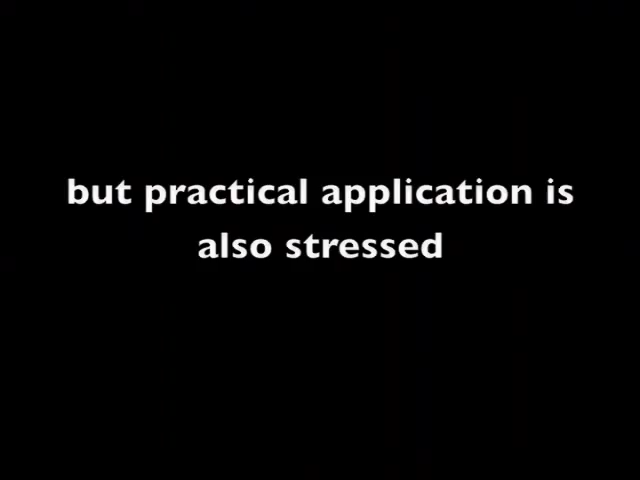 but practical application is
also stressed